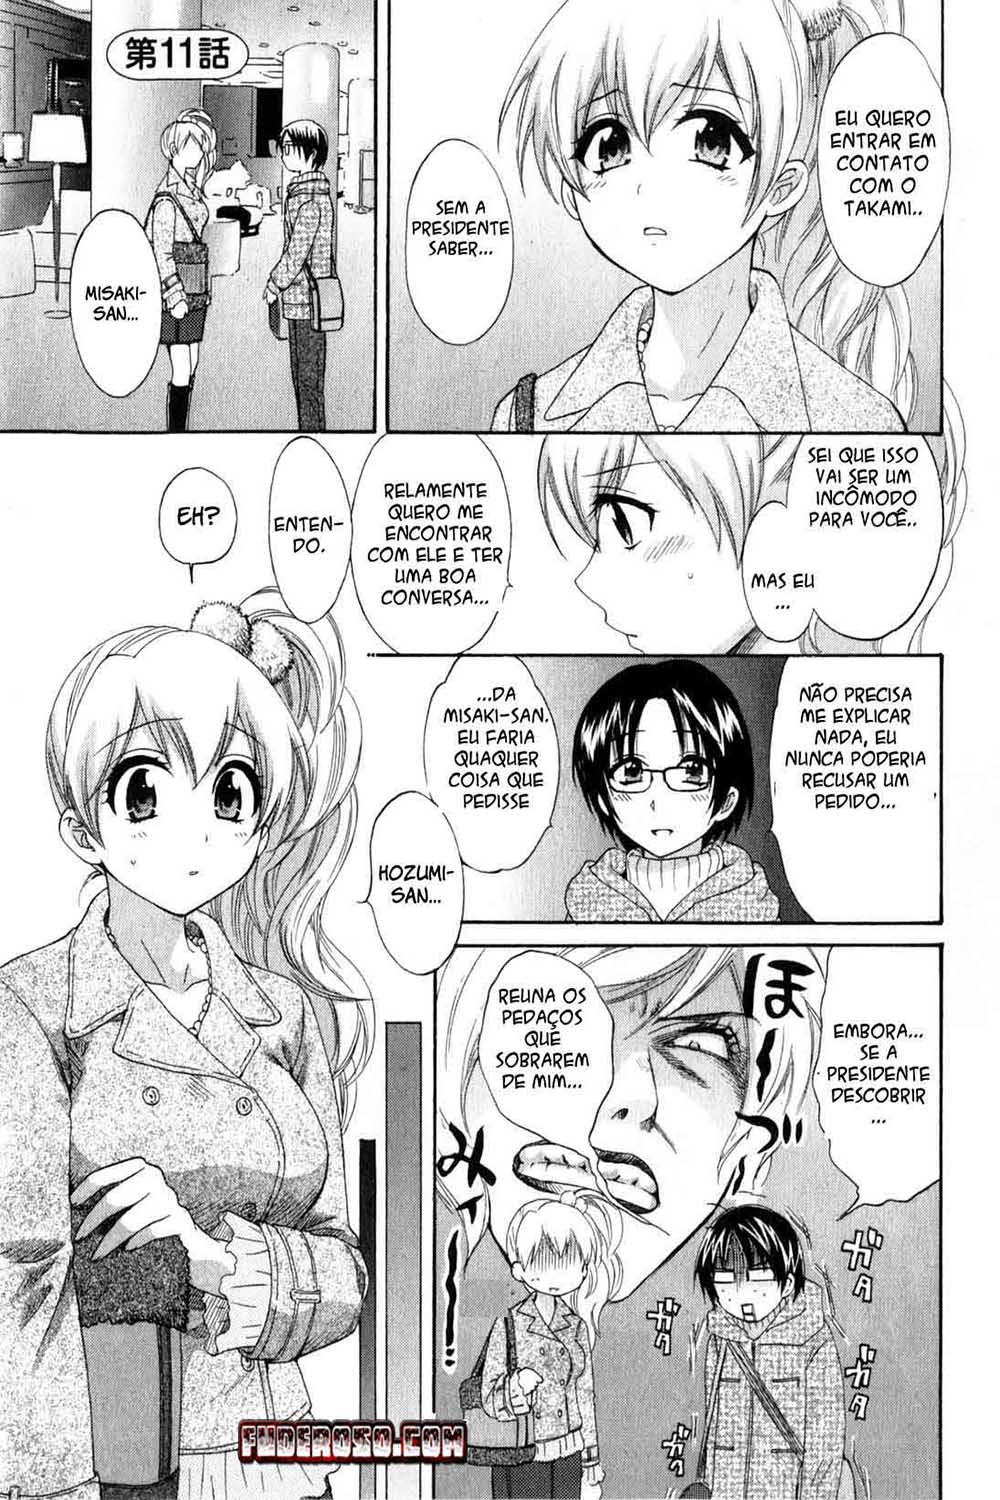 第11話
EU QUERO
ENTRAR EM
CONTATO
COM O
TAKAMI..
SEM A
PRESIDENTE
SABER...
MISAKI-
SAN...
SEI QUE ISSO
VAI SER UM
INCÔMODO
PARA VOCÊ..
MAS EU
...
RELAMENTE
QUERO ME
ENCONTRAR
COM ELE E TER
UMA BOA
CONVERSA...
ENTEN-
DO.
EH?
NÃO PRECISA
ME EXPLICAR
NADA, EU
NUNCA PODERIA
RECUSAR UM
PEDIDO...
...DA
MISAKI-SAN.
EU FARIA
QUAQUER
COISA QUE
PEDISSE
HOZUMI-
SAN...
EMBORA...
SE A
PRESIDENTE
DESCOBRIR
...
ほ〜
づ〜
み〜ー!
REUNA OS
PEDAÇOS
QUE
SOBRAREM
DE MIM...
ガタ
ガタ
ガタ
FUDEROSO.COM